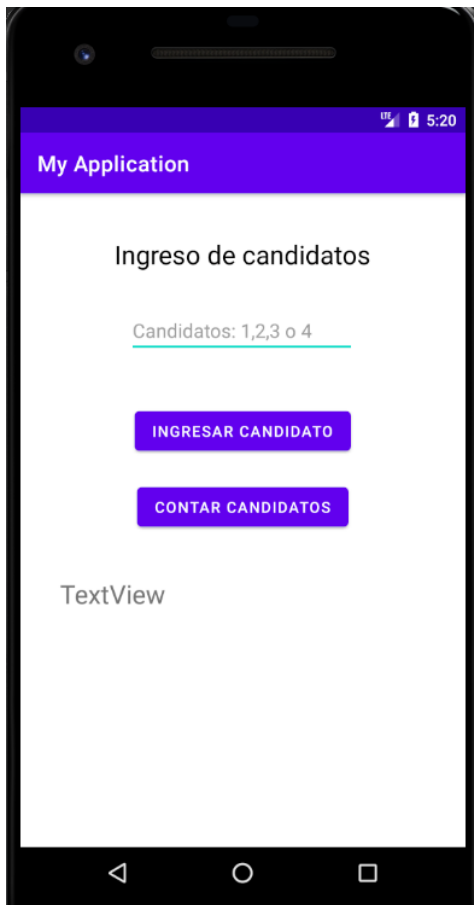 LTE 5:20
My Application
Ingreso de candidatos
Candidatos: 1,2,3 o 4
INGRESAR CANDIDATO
CONTAR CANDIDATOS
TextView